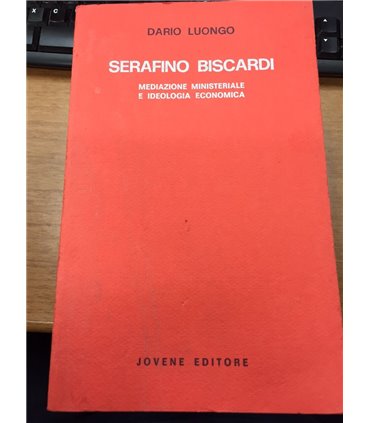 DARIO LUONGO
SERAFINO BISCARDI
MEDIAZIONE MINISTERIALE
E IDEOLOGIA ECONOMICA
JOVENE EDITORE